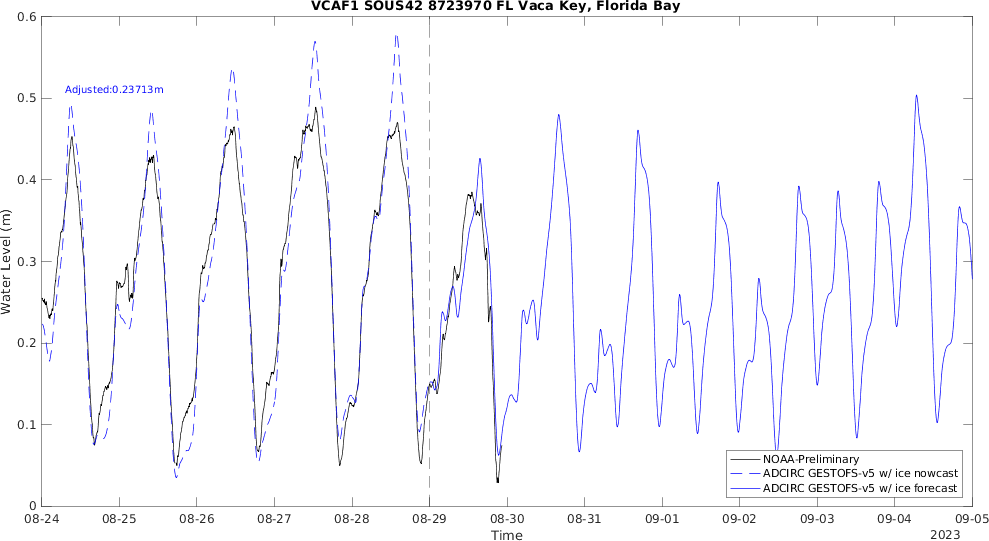 VCAF1 SOUS42 8723970 FL Vaca Key, Florida Bay
Water Level (m)
0.6
0.5
0.4
0.3
0.2
0.1
0
Adjusted:0.23713m
NOAA-Preliminary
ADCIRC GESTOFS-v5 w/ ice nowcast
ADCIRC GESTOFS-v5 w/ ice forecast
08-24 08-25 08-26 08-27 08-28 08-29 08-30 08-31 09-01 09-02 09-03 09-04 09-05
Time
2023